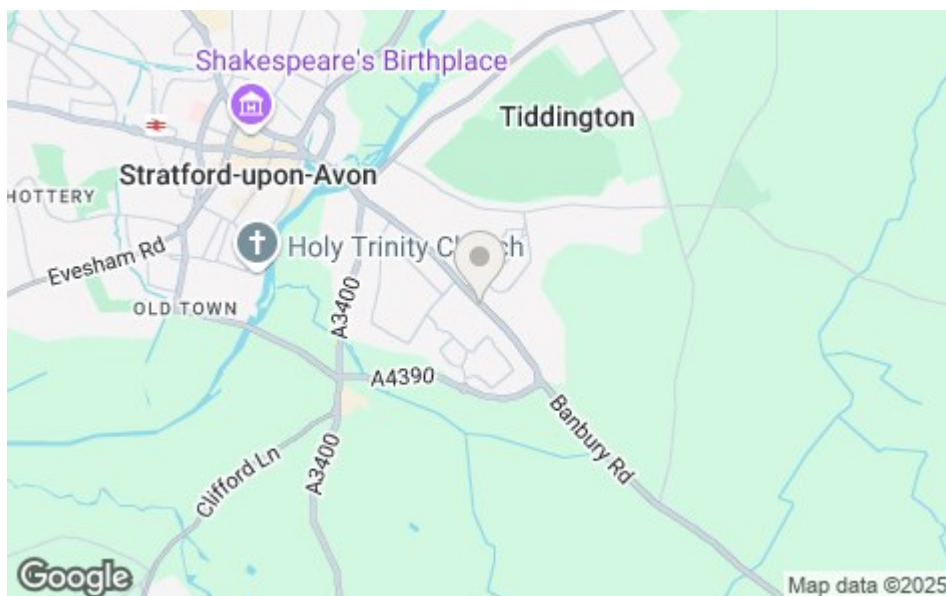 Shakespeare's Birthplace
Tiddington
Stratford-upon-Avon
HOTTERY
Holy Trinity Church
Evesham Rd
OLD TOWN
A3400
A4390
Banbury Rd
Clifford Ln
A3400
Google
Map data ©2025